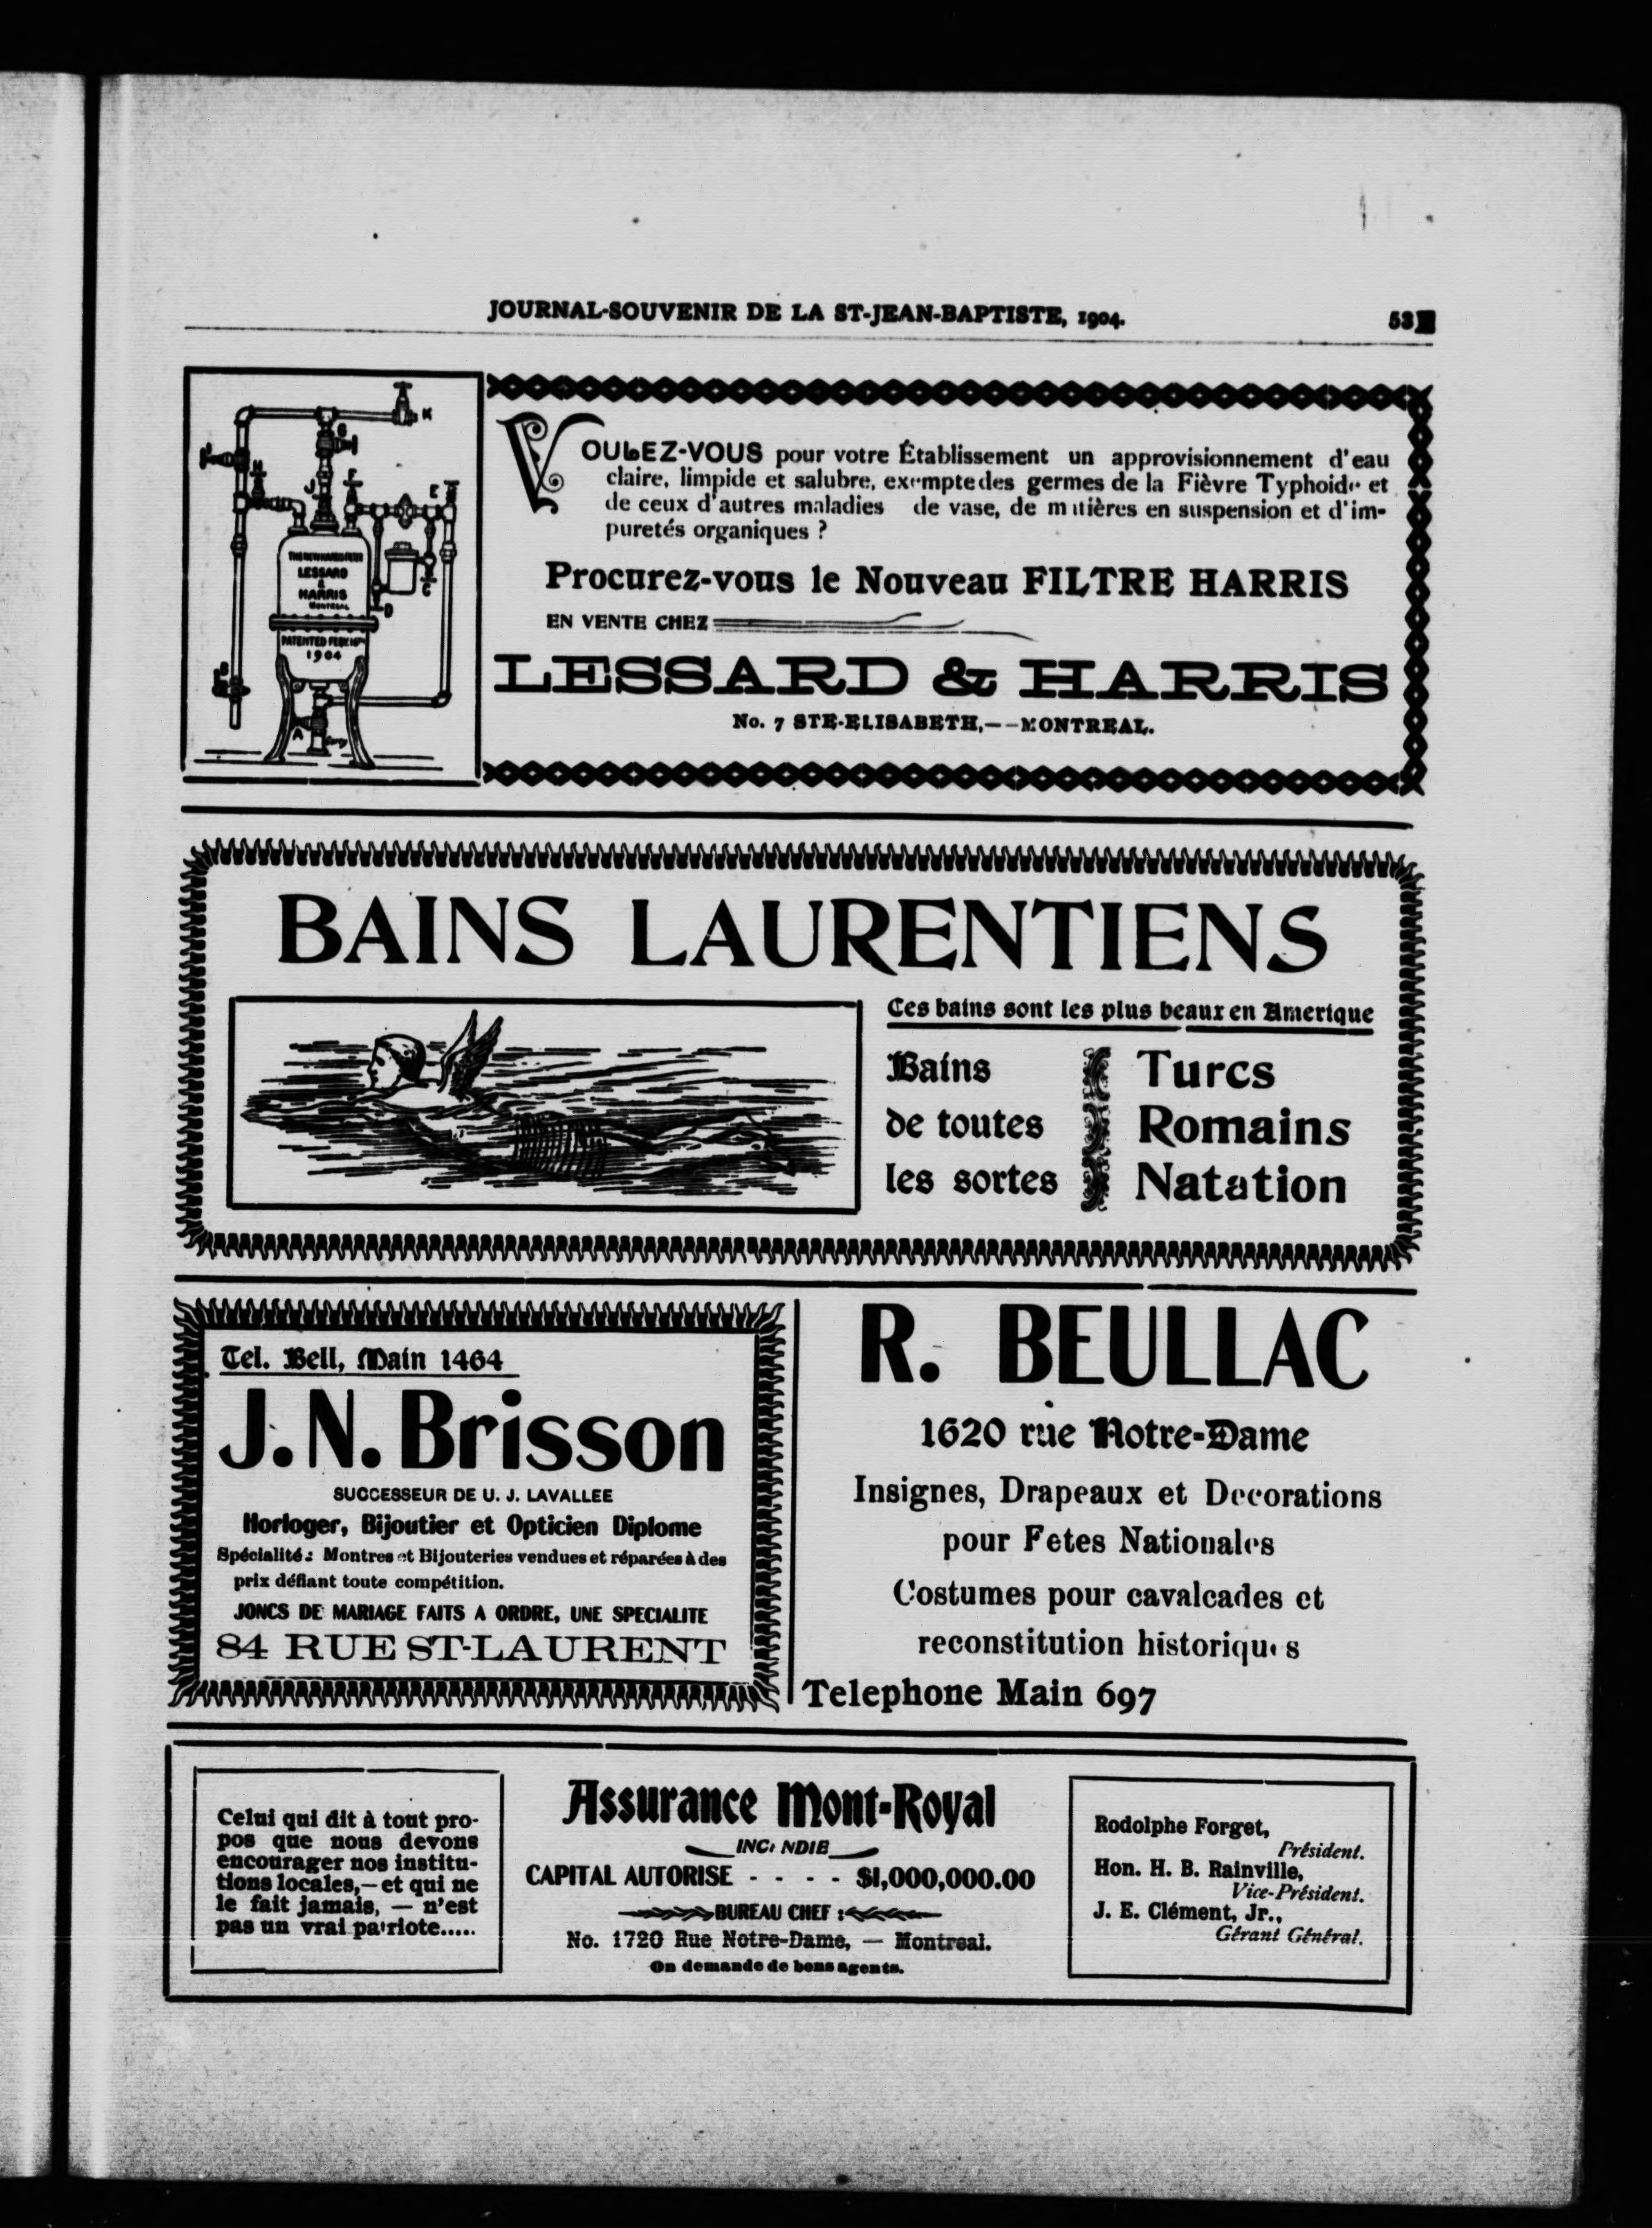 JOURNAL-SOUVENIR DE LA ST-JEAN-BAPTISTE, 1904.
53
K
G
J
H
J
F
E
THE NEW HARRIS FILTER
LESSARD
&
HARRIS
MONTREAL
C
D
PATENTED FEBY 16TH
1904
B
A
VOULEZ-VOUS pour votre Établissement un approvisionnement d'eau
claire, limpide et salubre, exempte des germes de la Fièvre Typhoide et
de ceux d'autres maladies de vase, de matières en suspension et d'im-
puretés organiques ?
Procurez-vous le Nouveau FILTRE HARRIS
EN VENTE CHEZ
LESSARD & HARRIS
No. 7 STE-ELISABETH,--MONTREAL.
BAINS LAURENTIENS
Ces bains sont les plus beaux en Amerique
Bains
de toutes
les sortes
Turcs
Romains
Natation
Tel. Bell, Main 1464
J. N. Brisson
SUCCESSEUR DE U. J. LAVALLEE
Horloger, Bijoutier et Opticien Diplome
Spécialité: Montres et Bijouteries vendues et réparées à des
prix défiant toute compétition.
JONCS DE MARIAGE FAITS A ORDRE, UNE SPECIALITE
84 RUE ST-LAURENT
R. BEULLAC
1620 rue Notre-Dame
Insignes, Drapeaux et Decorations
pour Fetes Nationales
Costumes pour cavalcades et
reconstitution historiques
Telephone Main 697
Celui qui dit à tout pro-
pos que nous devons
encourager nos institu-
tions locales,—et qui ne
le fait jamais, — n'est
pas un vrai patriote.....
Assurance Mont-Royal
INCENDIE
CAPITAL AUTORISE - - - - $1,000,000.00
BUREAU CHEF :
No. 1720 Rue Notre-Dame, — Montreal.
On demande de bons agents.
Rodolphe Forget,
Président.
Hon. H. B. Rainville,
Vice-Président.
J. E. Clément, Jr.,
Gérant Général.